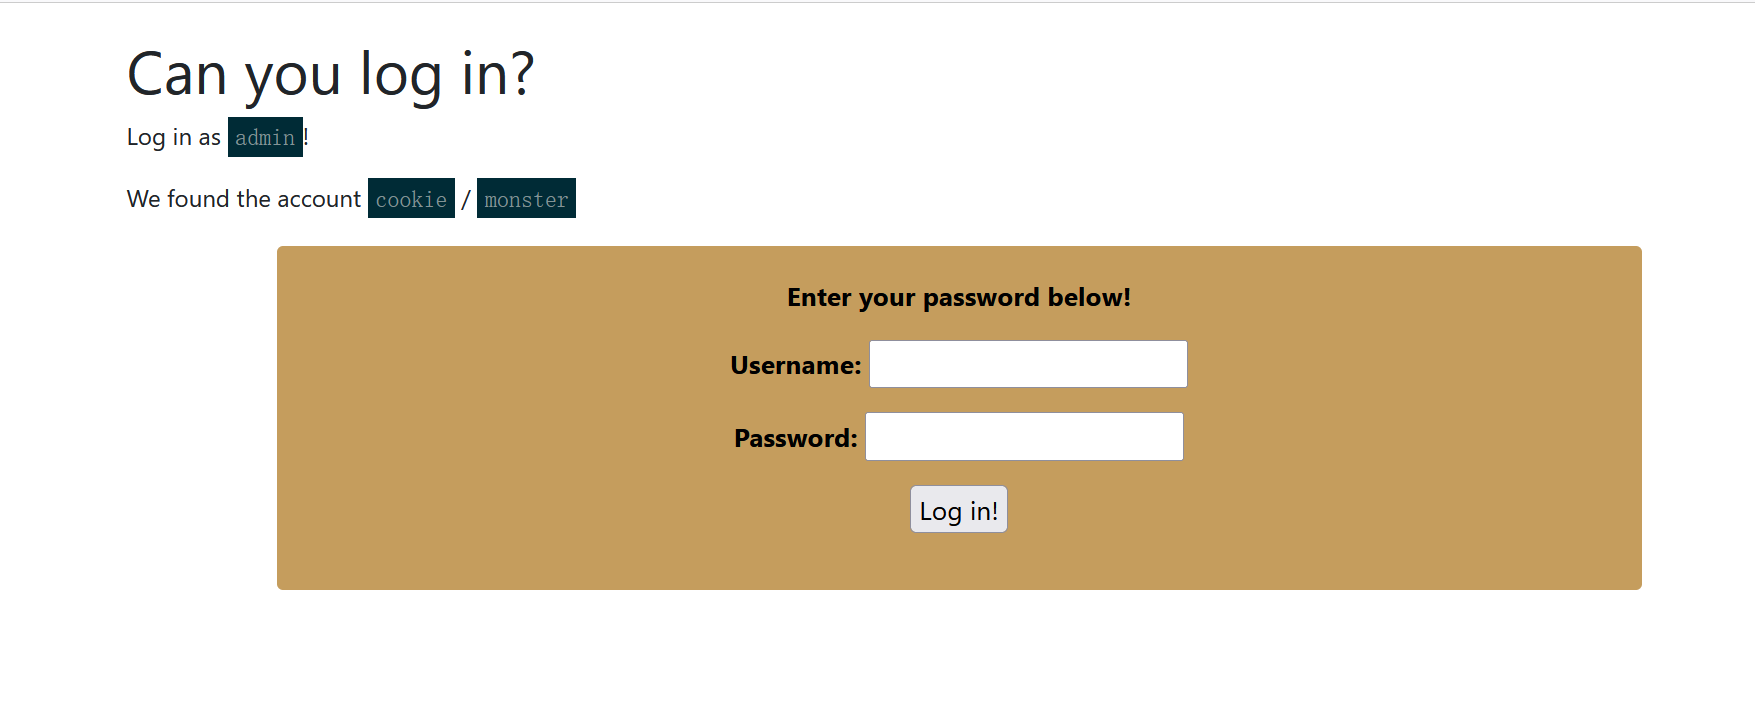 Can you log in?
Log in as admin!
We found the account cookie / monster
Enter your password below!
Username:
Password:
Log in!